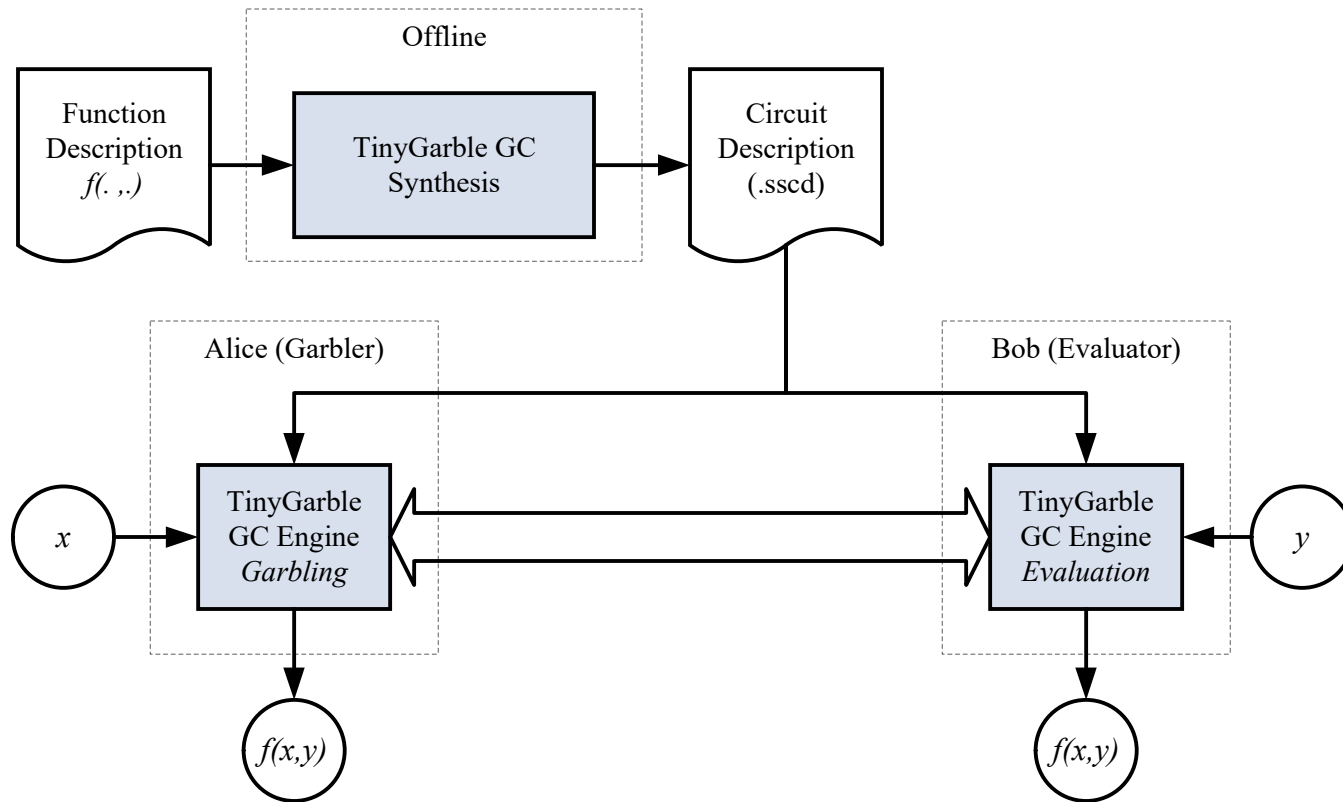 Offline
Function
Description
f(. ,.)
TinyGarble GC
Synthesis
Circuit
Description
(.sscd)
Alice (Garbler)
Bob (Evaluator)
x
TinyGarble
GC Engine
Garbling
TinyGarble
GC Engine
Evaluation
y
f(x,y)
f(x,y)